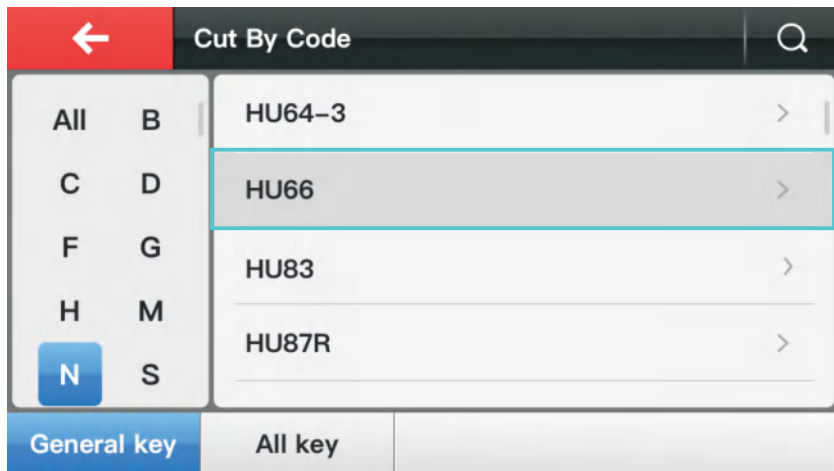 Cut By Code
All B
C D
F G
H M
N S
HU64-3
HU66
HU83
HU87R
General key All key